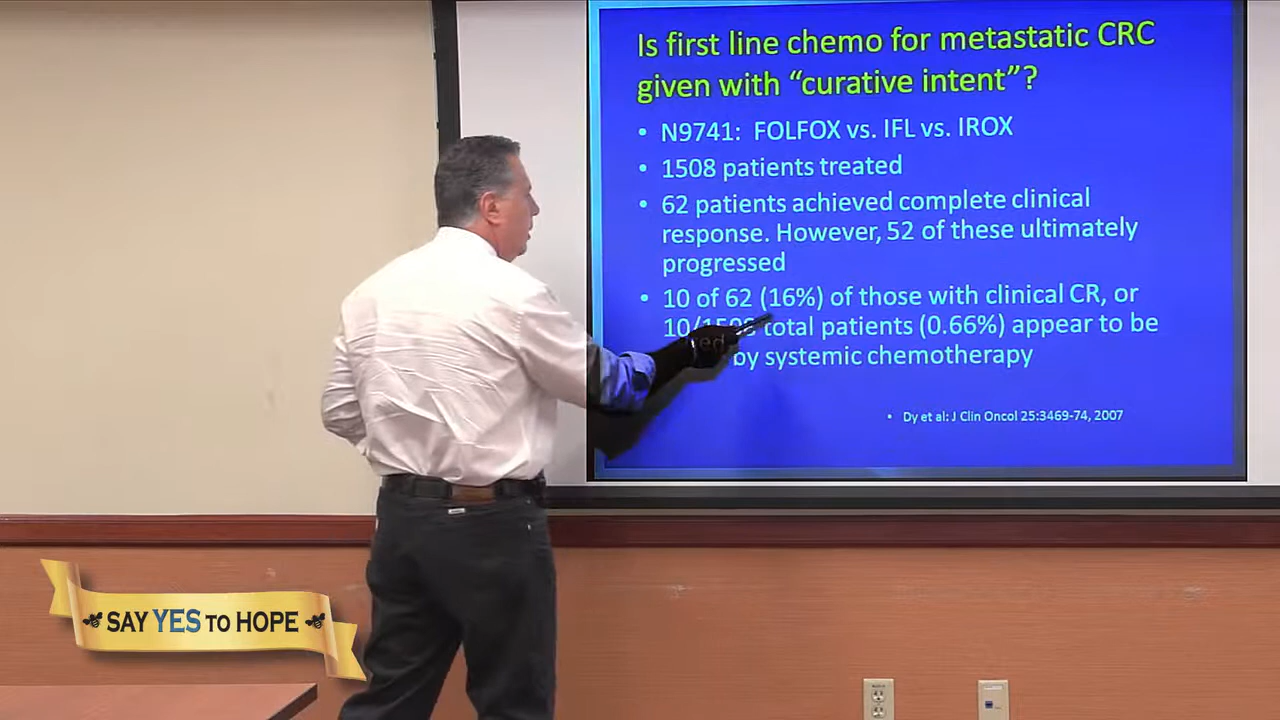 Is first line chemo for metastatic CRC
given with “curative intent”?
• N9741: FOLFOX vs. IFL vs. IROX
• 1508 patients treated
• 62 patients achieved complete clinical
response. However, 52 of these ultimately
progressed
• 10 of 62 (16%) of those with clinical CR, or
10/1508 total patients (0.66%) appear to be
by systemic chemotherapy
• Dy et al: J Clin Oncol 25:3469-74, 2007
SAY YES TO HOPE